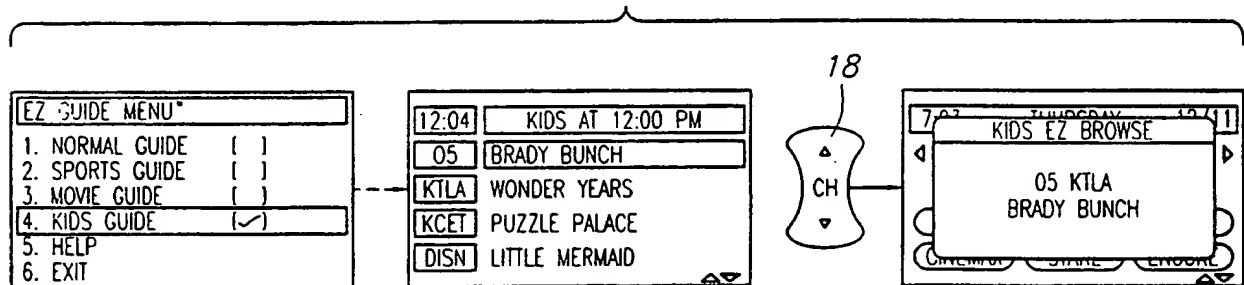 18
EZ GUIDE MENU
1. NORMAL GUIDE [ ]
2. SPORTS GUIDE [ ]
3. MOVIE GUIDE [ ]
4. KIDS GUIDE [✓]
5. HELP
6. EXIT
12:04 KIDS AT 12:00 PM
05 BRADY BUNCH
KTLA WONDER YEARS
KCET PUZZLE PALACE
DISN LITTLE MERMAID
CH
KIDS EZ BROWSE
05 KTLA
BRADY BUNCH